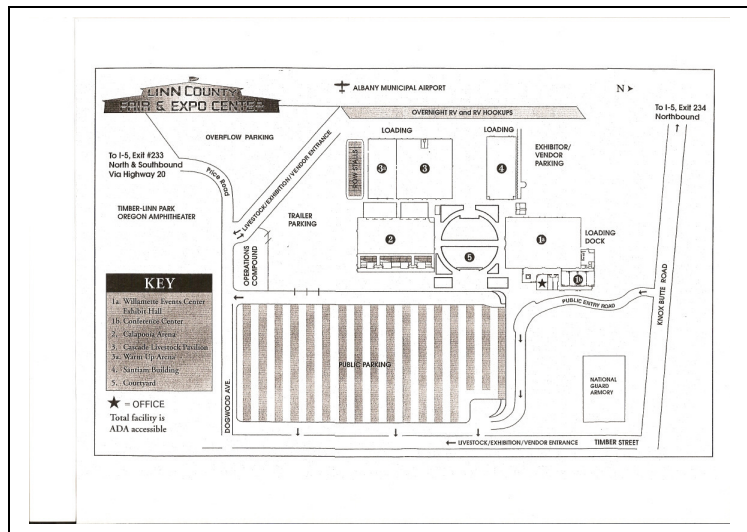 LINN COUNTY
FAIR & EXPO CENTER
ALBANY MUNICIPAL AIRPORT
N
To I-5, Exit 234
Northbound
OVERNIGHT RV and RV HOOKUPS
OVERFLOW PARKING
LOADING
LOADING
To I-5, Exit #233
North & Southbound
Via Highway 20
Price Road
LIVESTOCK/EXHIBITION/VENDOR ENTRANCE
ROW STALLS
3a
3
4
EXHIBITOR/
VENDOR
PARKING
TIMBER-LINN PARK
OREGON AMPHITHEATER
TRAILER
PARKING
2
5
1a
LOADING
DOCK
1b
OPERATIONS
COMPOUND
KEY
1a. Willamette Events Center
Exhibit Hall
1b. Conference Center
2. Calapooia Arena
3. Cascade Livestock Pavilion
3a. Warm-Up Arena
4. Santiam Building
5. Courtyard
★ = OFFICE
Total facility is
ADA accessible
PUBLIC ENTRY ROAD
KNOX BUTTE ROAD
PUBLIC PARKING
NATIONAL
GUARD
ARMORY
DOGWOOD AVE.
LIVESTOCK/EXHIBITION/VENDOR ENTRANCE
TIMBER STREET